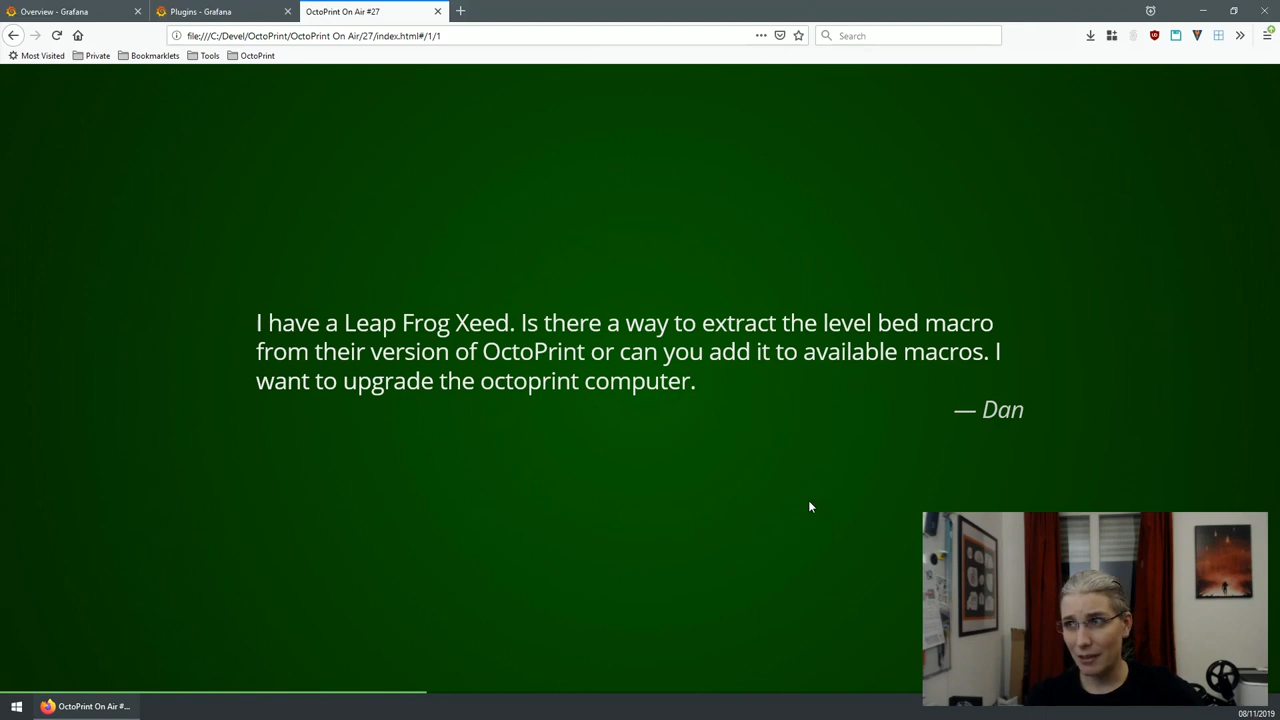 Overview - Grafana
Plugins - Grafana
OctoPrint On Air #27
file:///C:/Devel/OctoPrint/OctoPrint On Air/27/index.html#/1/1
Search
Most Visited
Private
Bookmarklets
Tools
OctoPrint
I have a Leap Frog Xeed. Is there a way to extract the level bed macro
from their version of OctoPrint or can you add it to available macros. I
want to upgrade the octoprint computer.
— Dan
OctoPrint On Air #...
08/11/2019